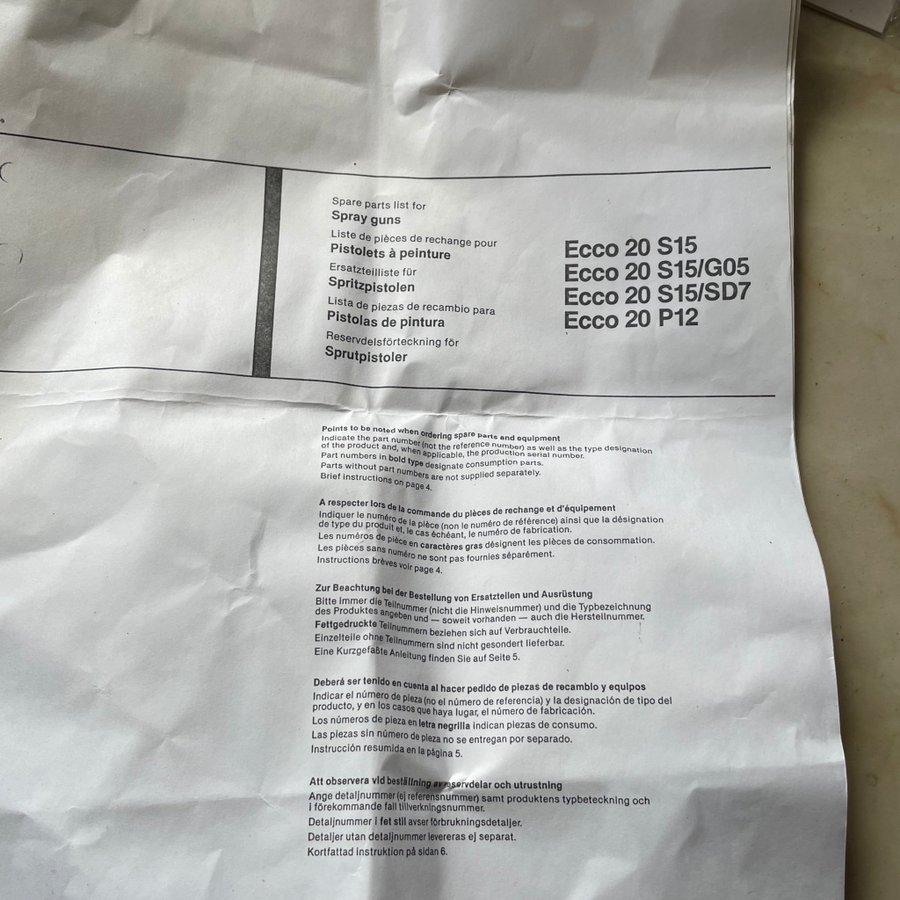 Spare parts list for
Spray guns
Liste de pièces de rechange pour
Pistolets à peinture
Ersatzteilliste für
Spritzpistolen
Lista de piezas de recambio para
Pistolas de pintura
Reservdelsförteckning för
Sprutpistoler
Ecco 20 S15
Ecco 20 S15/G05
Ecco 20 S15/SD7
Ecco 20 P12
Points to be noted when ordering spare parts and equipment
Indicate the part number (not the reference number) as well as the type designation
of the product and, when applicable, the production serial number.
Part numbers in bold type designate consumption parts.
Parts without part numbers are not supplied separately.
Brief instructions on page 4.
A respecter lors de la commande du pièces de rechange et d'équipement
Indiquer le numéro de la pièce (non le numéro de référence) ainsi que la désignation
de type du produit et, le cas échéant, le numéro de fabrication.
Les numéros de pièce en caractères gras désignent les pièces de consommation.
Les pièces sans numéro ne sont pas fournies séparément.
Instructions brèves voir page 4.
Zur Beachtung bei der Bestellung von Ersatzteilen und Ausrüstung
Bitte immer die Teilnummer (nicht die Hinweisnummer) und die Typbezeichnung
des Produktes angeben und — soweit vorhanden — auch die Herstellnummer.
Fettgedruckte Teilnummern beziehen sich auf Verbrauchteile.
Einzelteile ohne Teilnummern sind nicht gesondert lieferbar.
Eine Kurzgefaßte Anleitung finden Sie auf Seite 5.
Deberá ser tenido en cuenta al hacer pedido de piezas de recambio y equipos
Indicar el número de pieza (no el número de referencia) y la designación de tipo del
producto, y en los casos que haya lugar, el número de fabricación.
Los números de pieza en letra negrilla indican piezas de consumo.
Las piezas sin número de pieza no se entregan por separado.
Instrucción resumida en la página 5.
Att observera vid beställning av reservdelar och utrustning
Ange detaljnummer (ej referensnummer) samt produktens typbeteckning och
i förekommande fall tillverkningsnummer.
Detaljnummer i fet stil avser förbrukningsdetaljer.
Detaljer utan detaljnummer levereras ej separat.
Kortfattad instruktion på sidan 6.